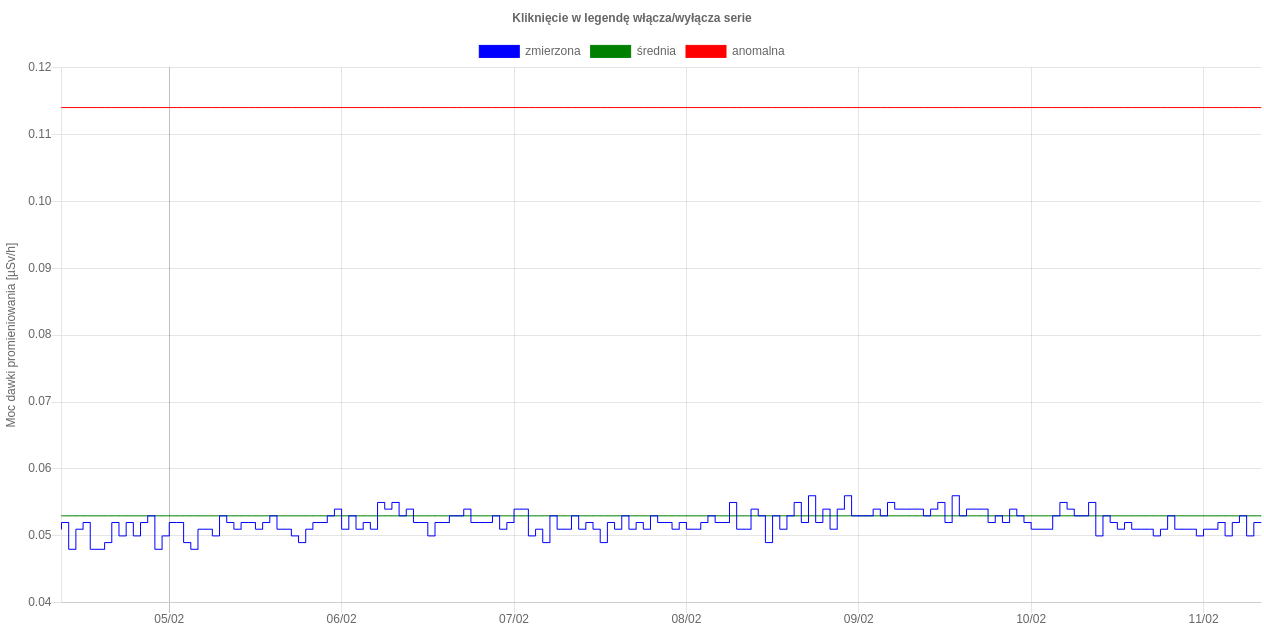 Kliknięcie w legendę włącza/wyłącza serie
zmierzona średnia anomalna
Moc dawki promieniowania [µSv/h]
0.12
0.11
0.10
0.09
0.08
0.07
0.06
0.05
0.04
05/02 06/02 07/02 08/02 09/02 10/02 11/02